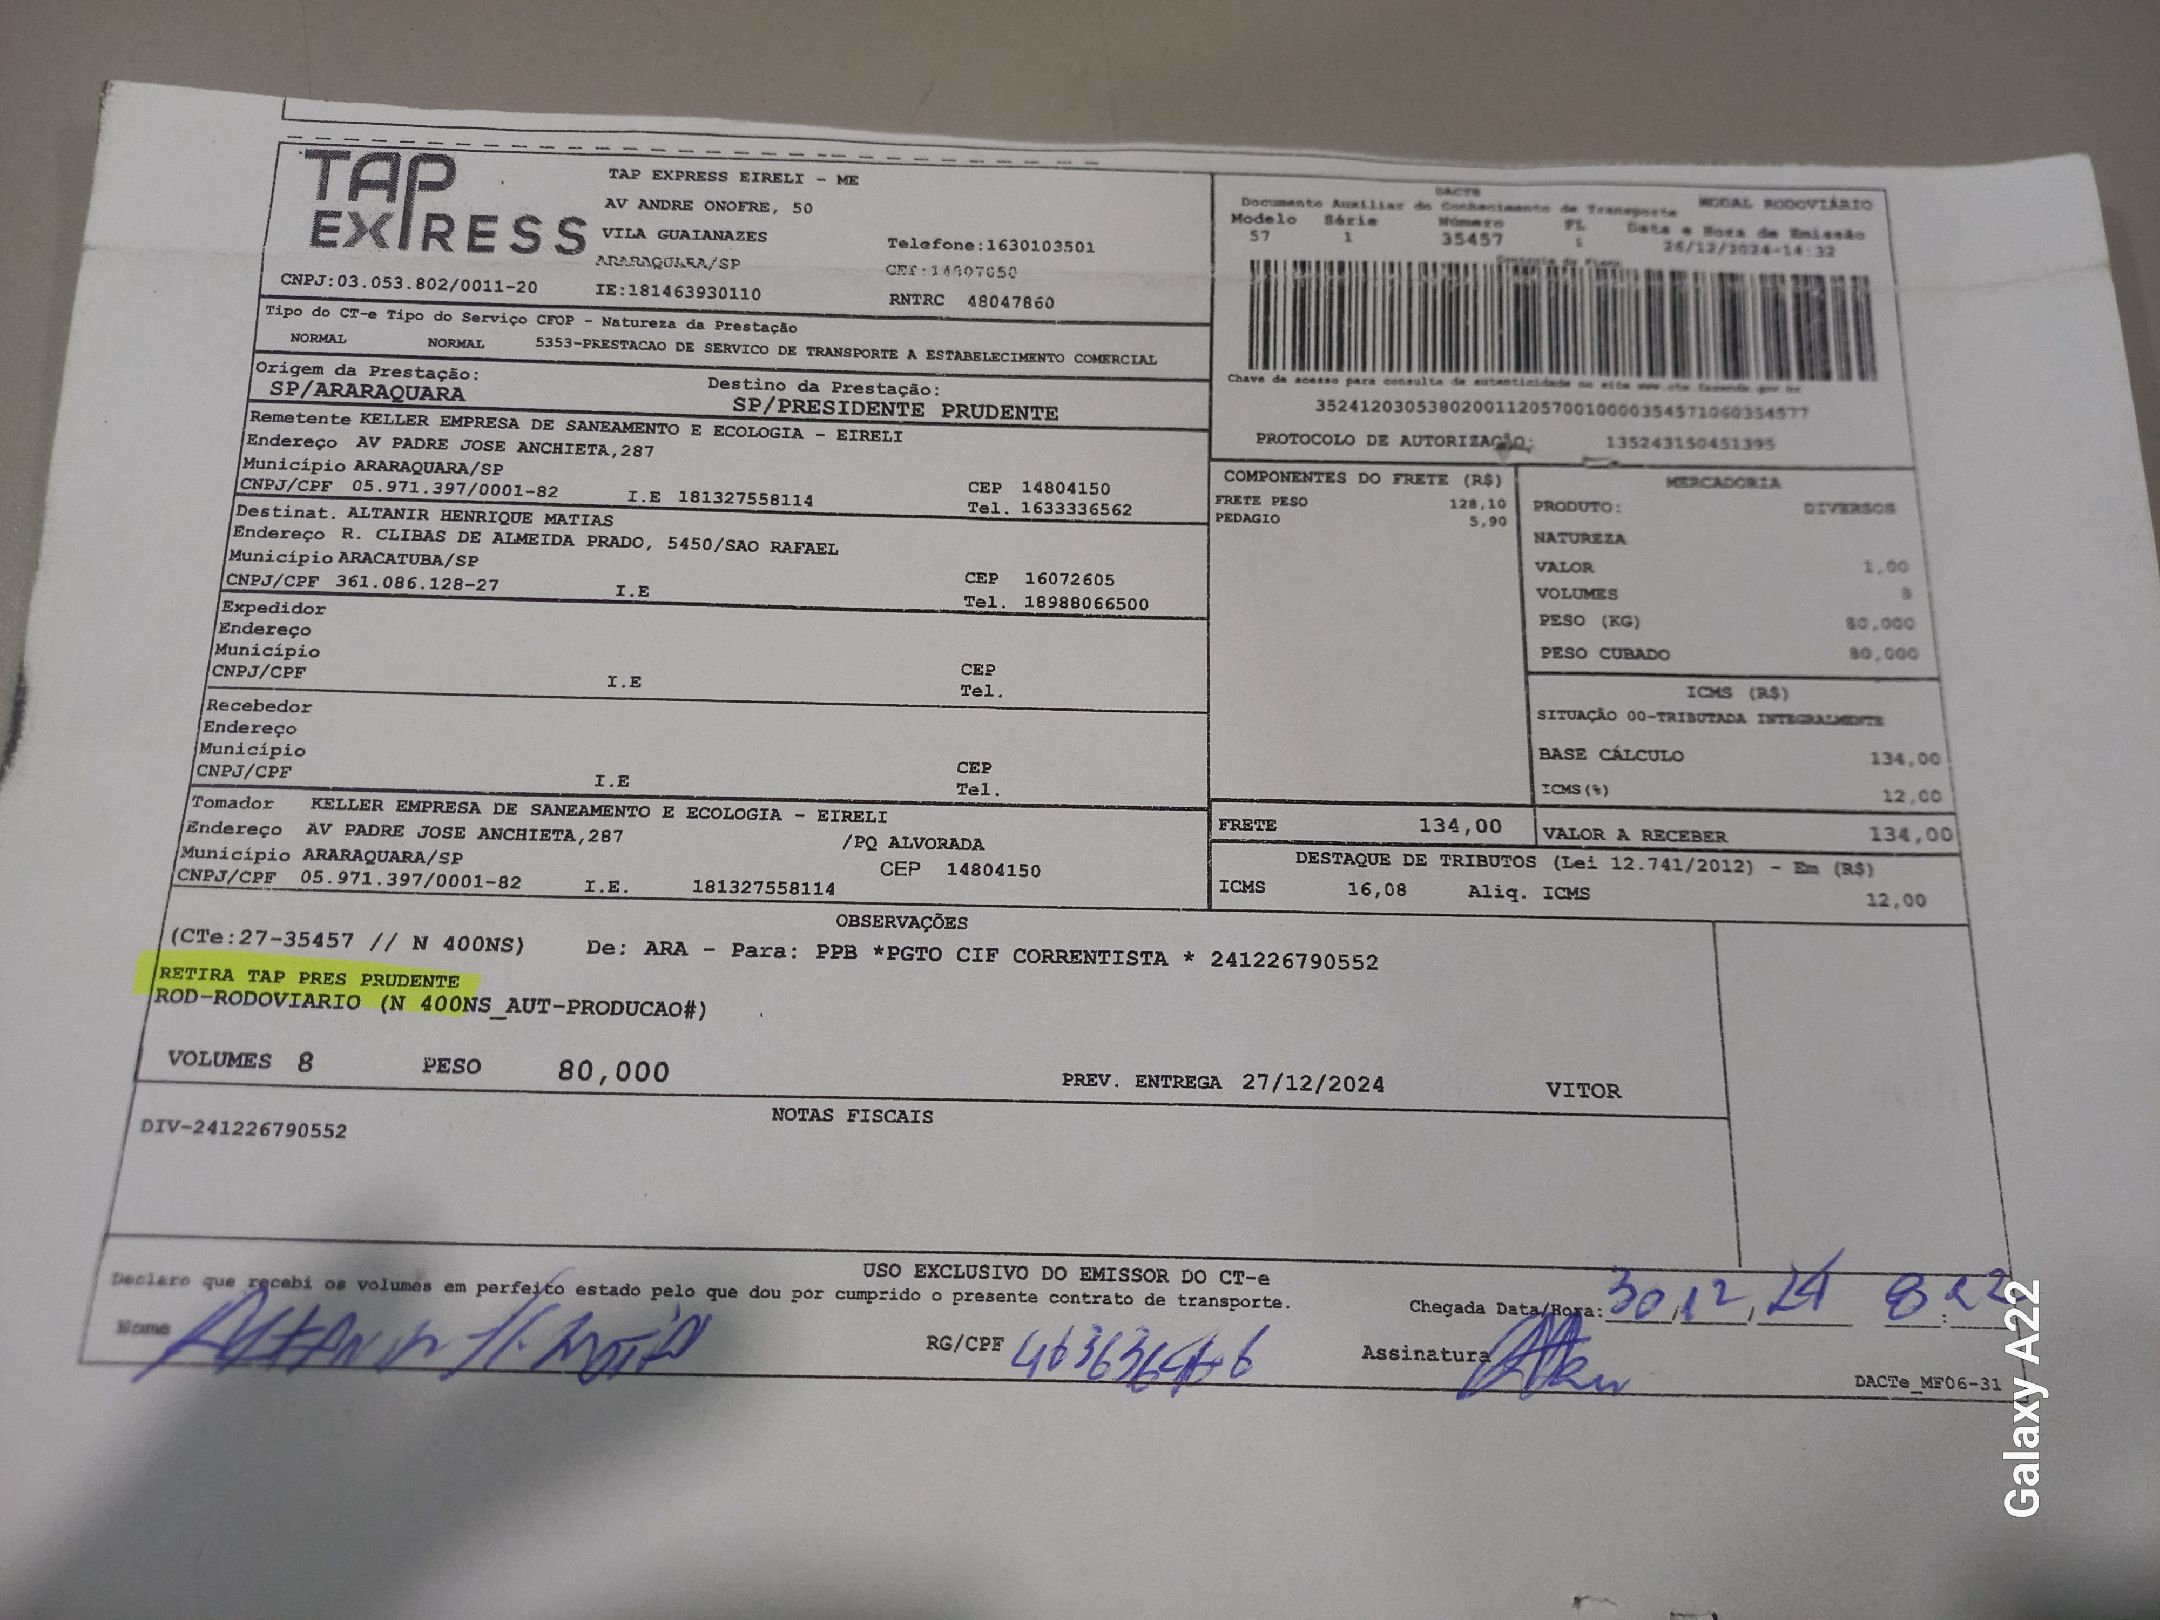 TAP EXPRESS
TAP EXPRESS EIRELI - ME
AV ANDRE ONOFRE, 50
VILA GUAIANAZES
Telefone:1630103501
ARARAQUARA/SP
CNPJ:03.053.802/0011-20
IE:181463930110
RNTRC 48047860
DACTE
MODAL RODOVIÁRIO
Documento Auxiliar do Conhecimento de Transporte
Modelo Série Número FL Data e Hora de Emissão
57 1 35457 1 26/12/2024-14:32
Chave de acesso para consulta de autenticidade no site www.cte.fazenda.gov.br
PROTOCOLO DE AUTORIZAÇÃO: 135243150451395
Tipo do CT-e Tipo do Serviço CFOP - Natureza da Prestação
NORMAL NORMAL 5353-PRESTACAO DE SERVICO DE TRANSPORTE A ESTABELECIMENTO COMERCIAL
Origem da Prestação: Destino da Prestação:
SP/ARARAQUARA SP/PRESIDENTE PRUDENTE
Remetente KELLER EMPRESA DE SANEAMENTO E ECOLOGIA - EIRELI
Endereço AV PADRE JOSE ANCHIETA,287
Município ARARAQUARA/SP CEP 14804150
CNPJ/CPF 05.971.397/0001-82 I.E 181327558114 Tel. 1633336562
Destinat. ALTANIR HENRIQUE MATIAS
Endereço R. CLIBAS DE ALMEIDA PRADO, 5450/SAO RAFAEL
Município ARACATUBA/SP CEP 16072605
CNPJ/CPF 361.086.128-27 I.E Tel. 18988066500
Expedidor
Endereço
Município CEP
CNPJ/CPF I.E Tel.
Recebedor
Endereço
Município CEP
CNPJ/CPF I.E Tel.
Tomador KELLER EMPRESA DE SANEAMENTO E ECOLOGIA - EIRELI
Endereço AV PADRE JOSE ANCHIETA,287 /PQ ALVORADA
Município ARARAQUARA/SP CEP 14804150
CNPJ/CPF 05.971.397/0001-82 I.E. 181327558114
COMPONENTES DO FRETE (R$)
FRETE PESO 128,10
PEDAGIO 5,90
MERCADORIA
PRODUTO: DIVERSOS
NATUREZA
VALOR 1,00
VOLUMES 8
PESO (KG) 80,000
PESO CUBADO 80,000
ICMS (R$)
SITUAÇÃO 00-TRIBUTADA INTEGRALMENTE
BASE CÁLCULO 134,00
ICMS(%) 12,00
FRETE 134,00 VALOR A RECEBER 134,00
DESTAQUE DE TRIBUTOS (Lei 12.741/2012) - Em (R$)
ICMS 16,08 Aliq. ICMS 12,00
OBSERVAÇÕES
(CTe:27-35457 // N 400NS) De: ARA - Para: PPB *PGTO CIF CORRENTISTA * 241226790552
RETIRA TAP PRES PRUDENTE
ROD-RODOVIARIO (N 400NS_AUT-PRODUCAO#)
VOLUMES 8 PESO 80,000 PREV. ENTREGA 27/12/2024 VITOR
NOTAS FISCAIS
DIV-241226790552
USO EXCLUSIVO DO EMISSOR DO CT-e
Declaro que recebi os volumes em perfeito estado pelo que dou por cumprido o presente contrato de transporte.
Chegada Data/Hora: 30/12/24 8:22
Nome
RG/CPF
Assinatura
DACTe_MF06-31
Galaxy A22